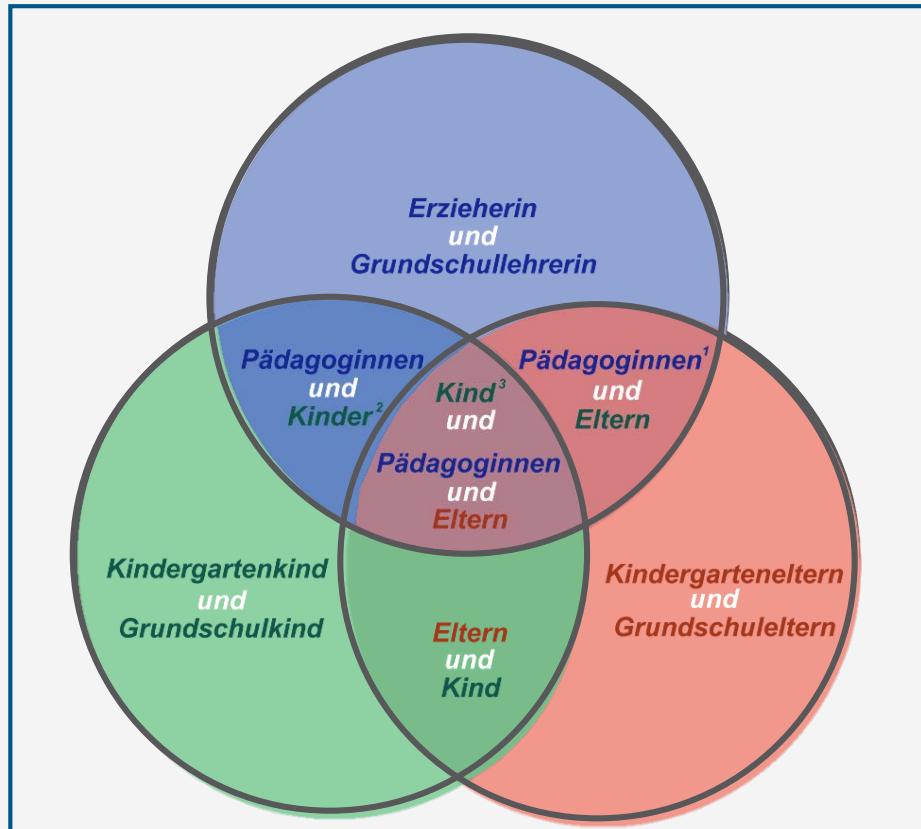 Erzieherin
und
Grundschullehrerin
Pädagoginnen
und
Kinder²
Kind³
und
Pädagoginnen
und
Eltern
Pädagoginnen¹
und
Eltern
Kindergartenkind
und
Grundschulkind
Eltern
und
Kind
Kindergarteneltern
und
Grundschuleltern